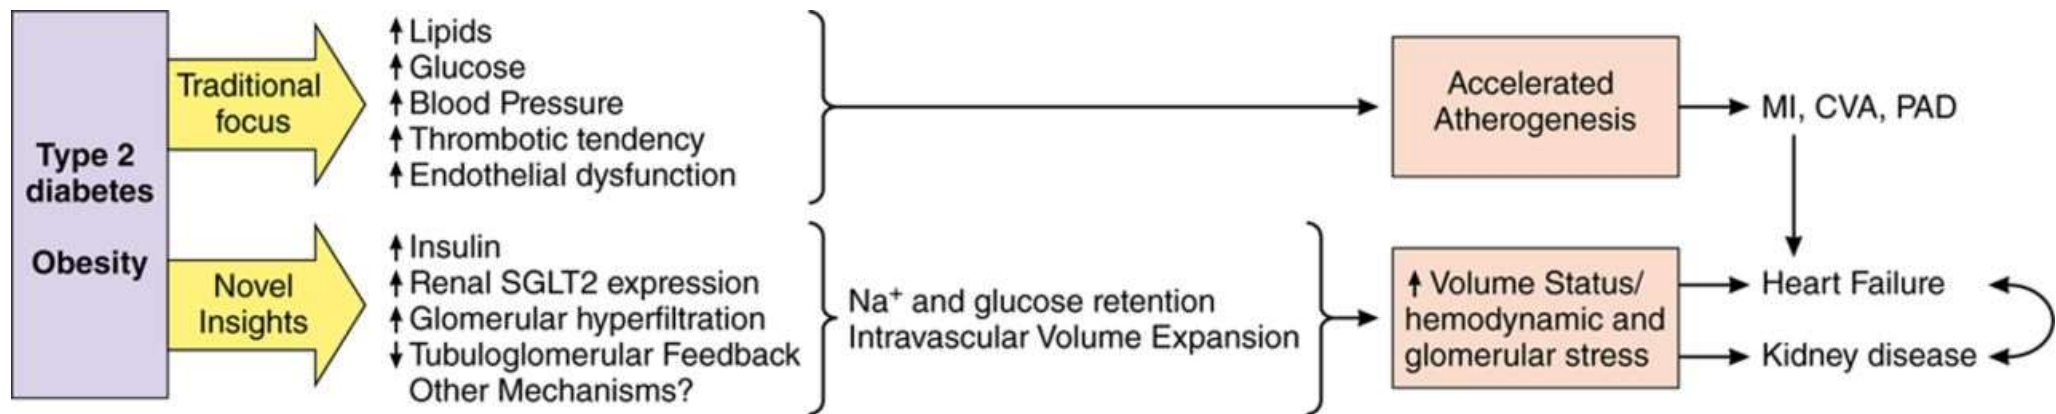 Type 2
diabetes
Obesity
Traditional
focus
↑ Lipids
↑ Glucose
↑ Blood Pressure
↑ Thrombotic tendency
↑ Endothelial dysfunction
Accelerated
Atherogenesis
MI, CVA, PAD
Novel
Insights
↑ Insulin
↑ Renal SGLT2 expression
↑ Glomerular hyperfiltration
↓ Tubuloglomerular Feedback
Other Mechanisms?
Na⁺ and glucose retention
Intravascular Volume Expansion
↑ Volume Status/
hemodynamic and
glomerular stress
Heart Failure
Kidney disease